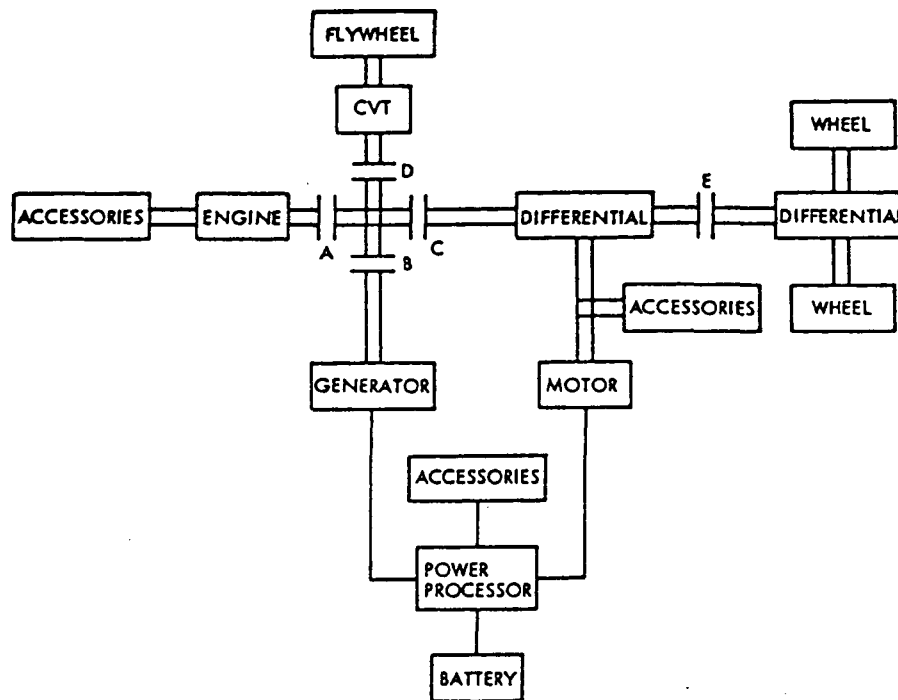 FLYWHEEL
CVT
D
WHEEL
E
ACCESSORIES
ENGINE
DIFFERENTIAL
DIFFERENTIAL
A
C
B
ACCESSORIES
WHEEL
GENERATOR
MOTOR
ACCESSORIES
POWER
PROCESSOR
BATTERY